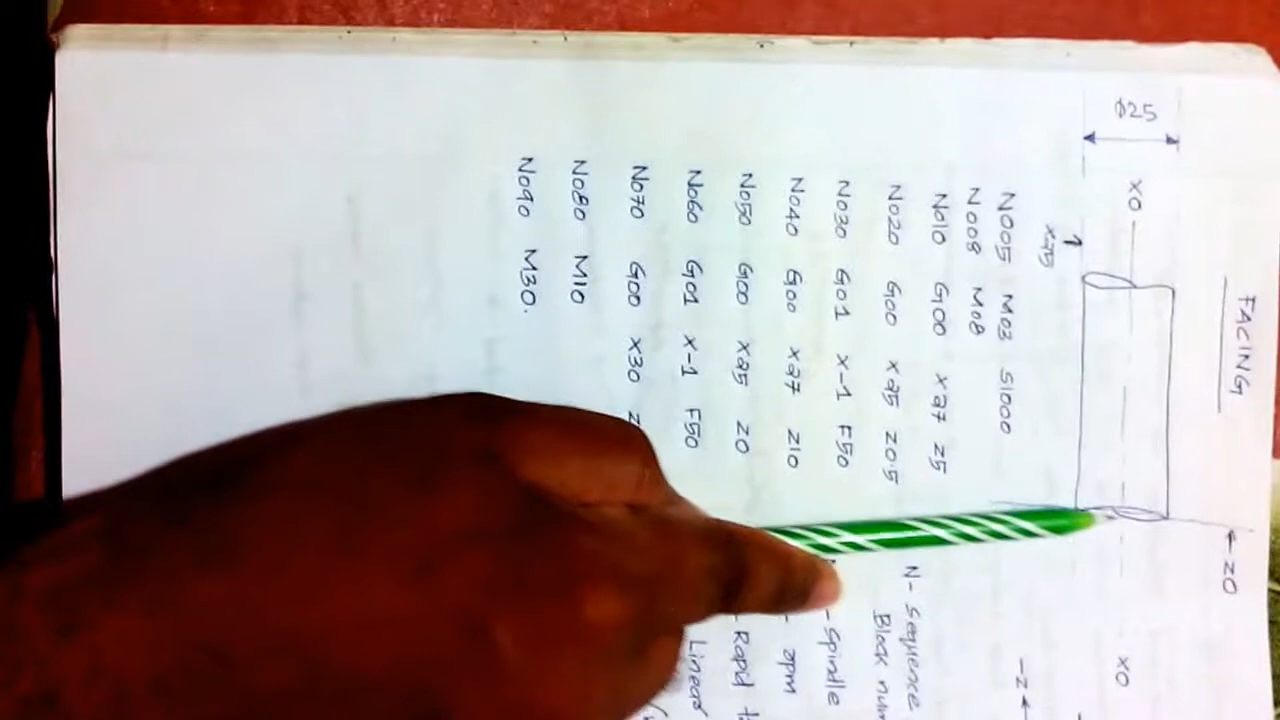 FACING
φ25
X0
← Z0
X0
X25
-Z ←
N005 M03 S1000
N008 M08
N010 G00 X27 Z5
N020 G00 X25 Z0.5
N030 G01 X-1 F50
N040 G00 X27 Z10
N050 G00 X25 Z0
N060 G01 X-1 F50
N070 G00 X30 Z
N080 M10
N090 M30.
N- Sequence
Block
- Spindle
- rpm
- Rapid
Linear